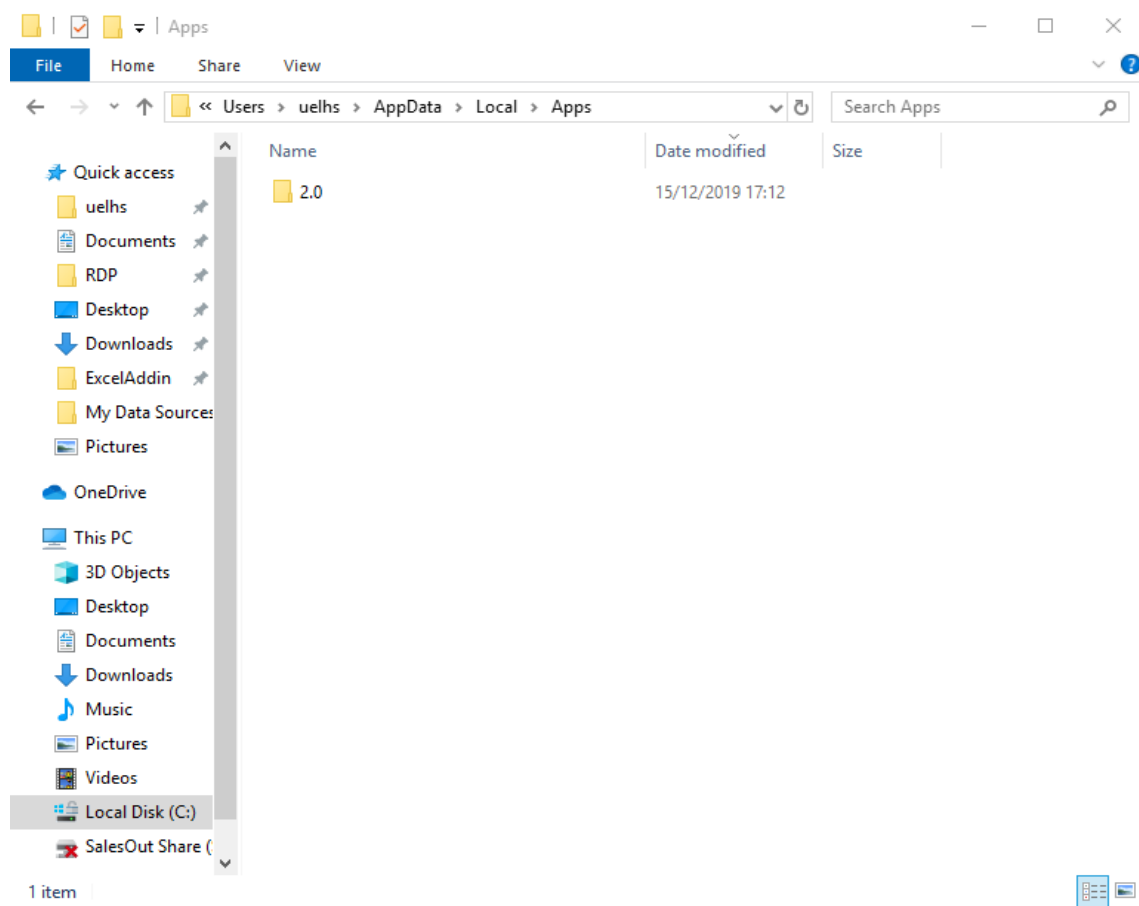 Apps
File Home Share View
« Users > uelhs > AppData > Local > Apps Search Apps
Name Date modified Size
2.0 15/12/2019 17:12
Quick access
uelhs
Documents
RDP
Desktop
Downloads
ExcelAddin
My Data Sources
Pictures
OneDrive
This PC
3D Objects
Desktop
Documents
Downloads
Music
Pictures
Videos
Local Disk (C:)
SalesOut Share (
1 item